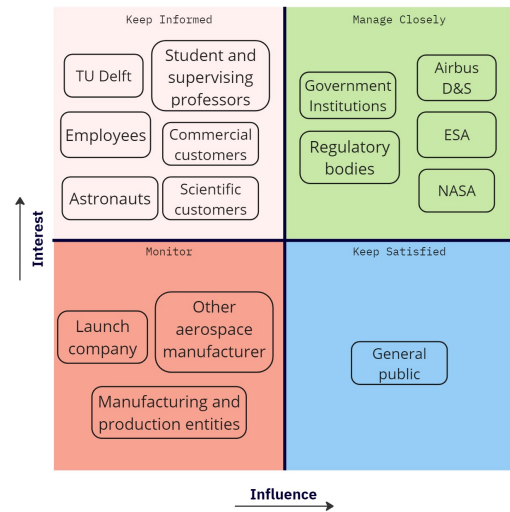 Keep Informed
TU Delft
Student and
supervising
professors
Employees
Commercial
customers
Astronauts
Scientific
customers
Manage Closely
Government
Institutions
Airbus
D&S
Regulatory
bodies
ESA
NASA
Interest
Monitor
Launch
company
Other
aerospace
manufacturer
Manufacturing and
production entities
Keep Satisfied
General
public
Influence